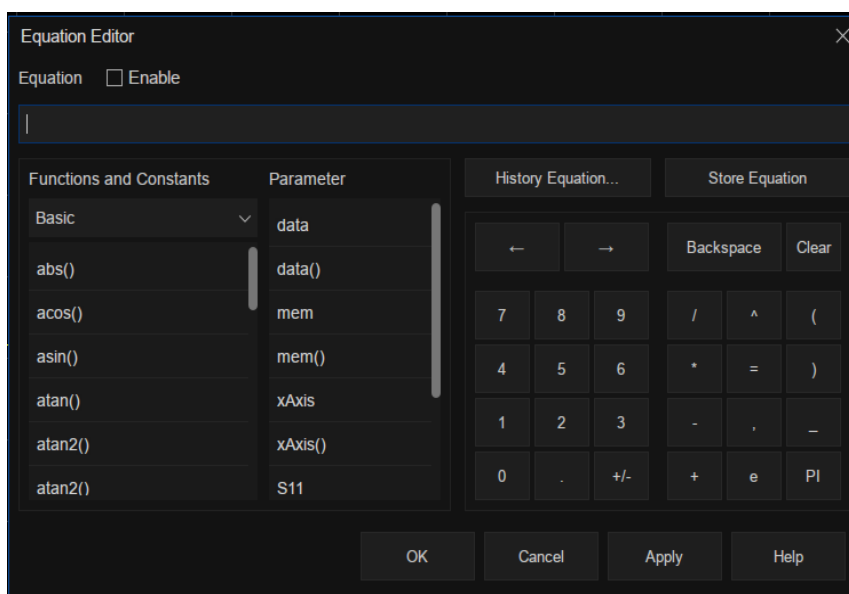 Equation Editor
Equation Enable
Functions and Constants
Basic
abs()
acos()
asin()
atan()
atan2()
atan2()
Parameter
data
data()
mem
mem()
xAxis
xAxis()
S11
History Equation... Store Equation
← → Backspace Clear
7 8 9 / ^ (
4 5 6 * = )
1 2 3 - , _
0 . +/- + e PI
OK Cancel Apply Help